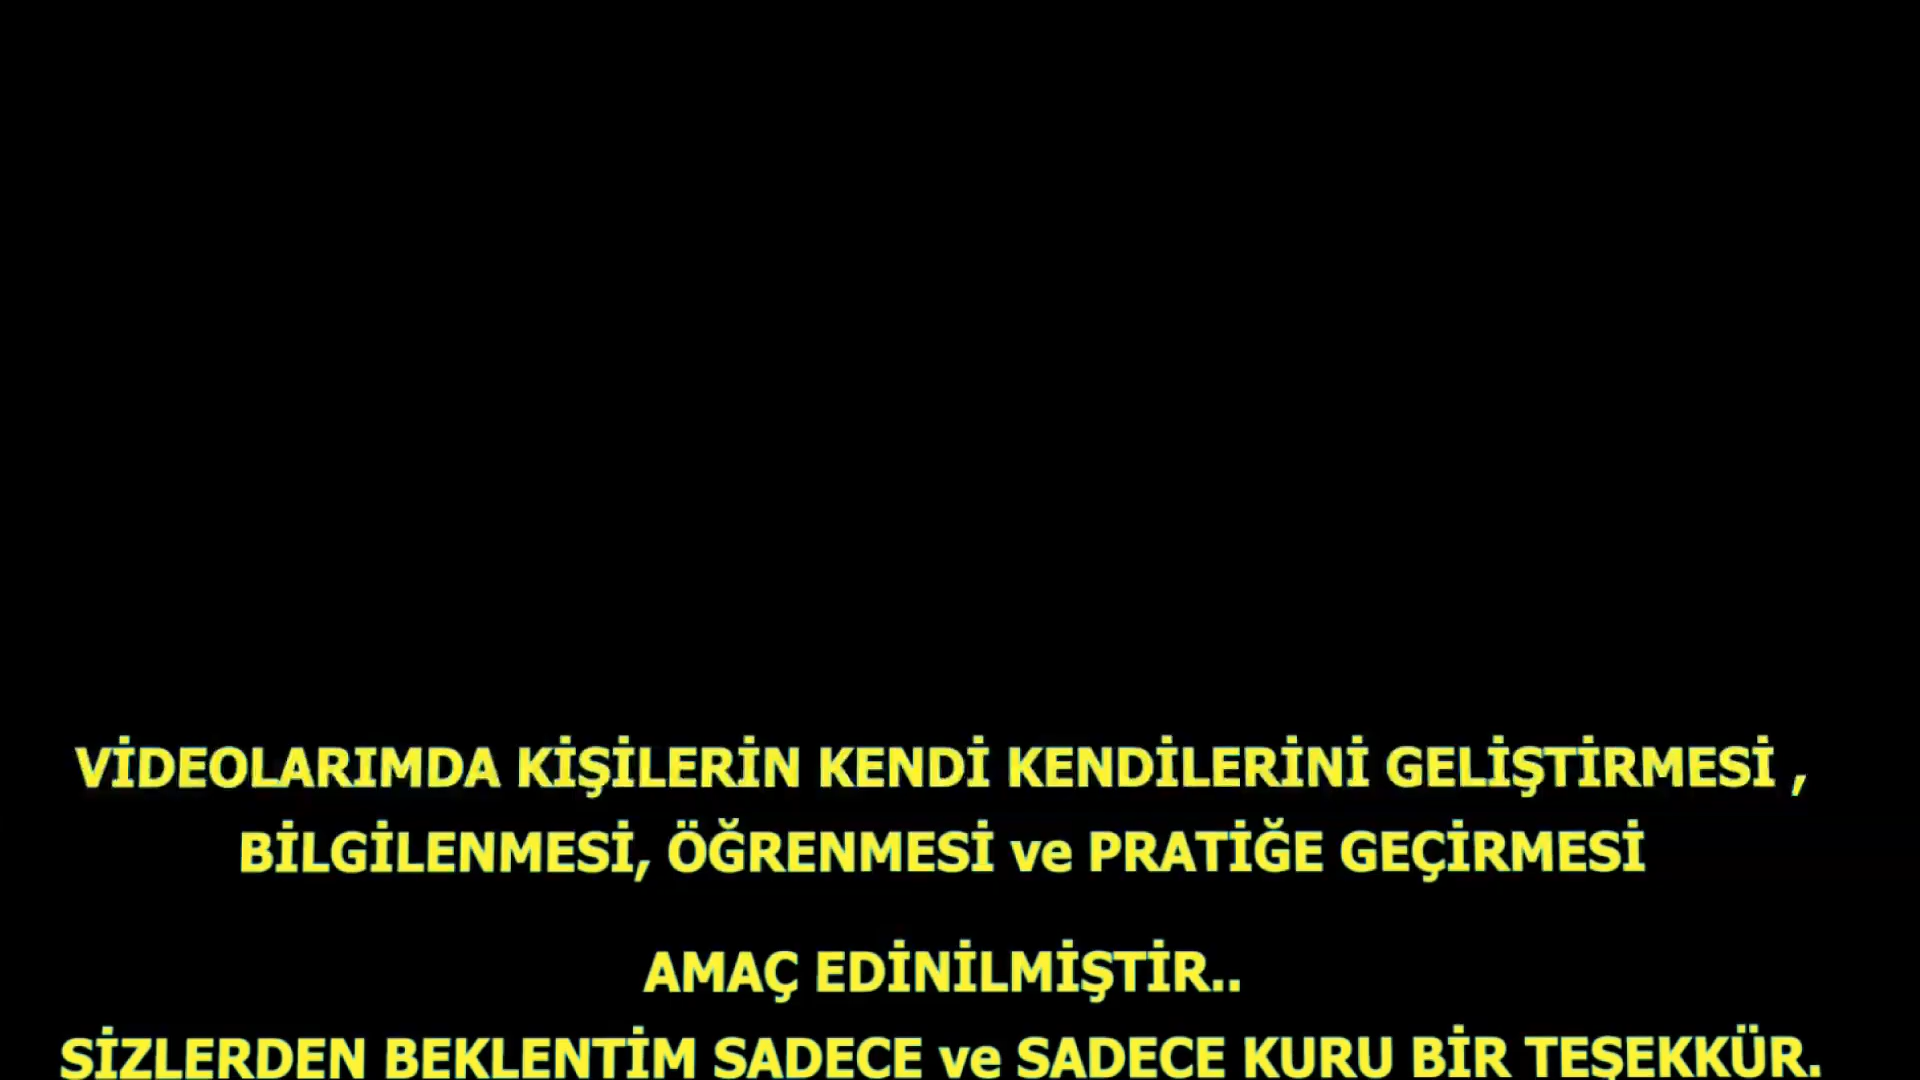 VİDEOLARIMDA KİŞİLERİN KENDİ KENDİLERİNİ GELİŞTİRMESİ ,
BİLGİLENMESİ, ÖĞRENMESİ ve PRATİĞE GEÇİRMESİ
AMAÇ EDİNİLMİŞTİR..
SİZLERDEN BEKLENTİM SADECE ve SADECE KURU BİR TEŞEKKÜR.